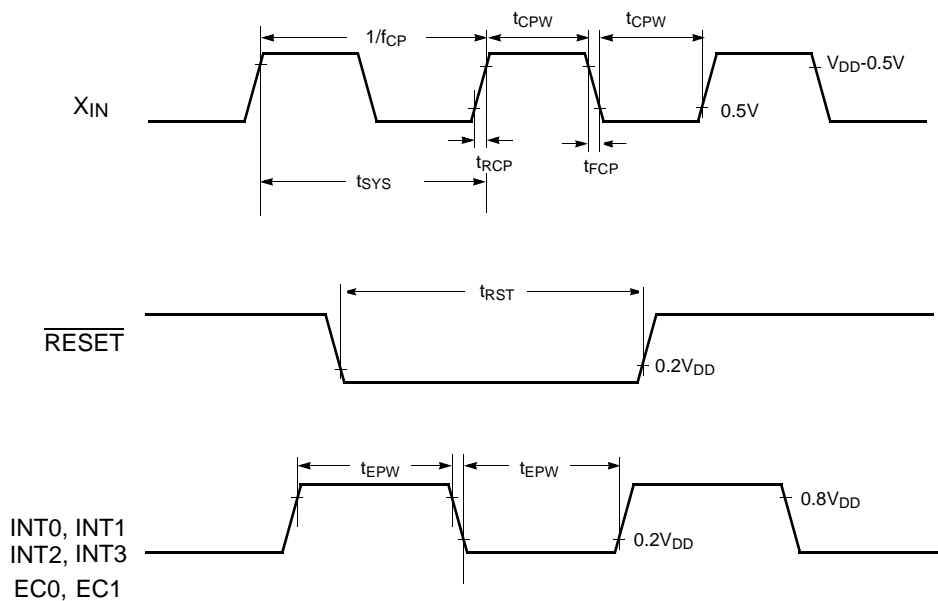 1/fCP
tCPW
tCPW
XIN
VDD-0.5V
0.5V
tRCP
tFCP
tSYS
tRST
RESET
0.2VDD
tEPW
tEPW
0.8VDD
INT0, INT1
INT2, INT3
0.2VDD
EC0, EC1